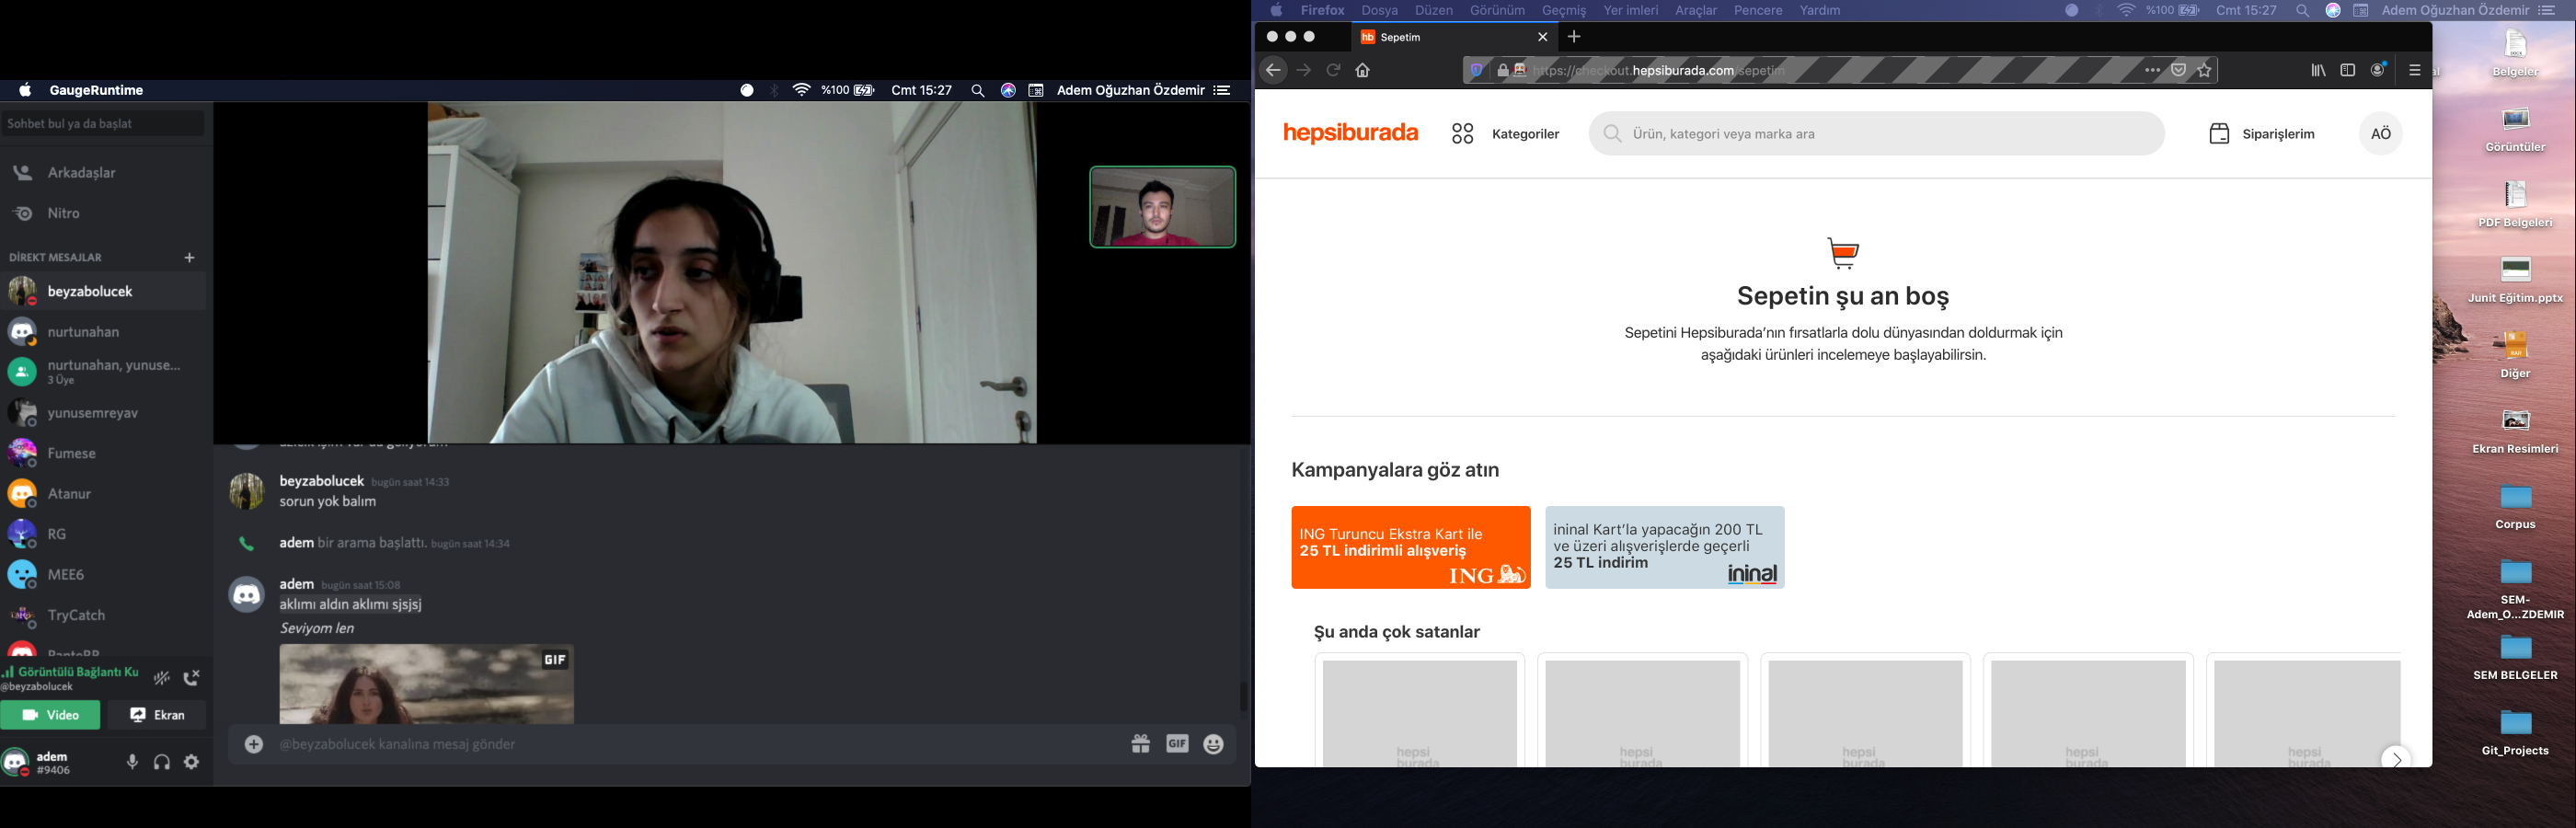 GaugeRuntime
%100
Cmt 15:27
Adem Oğuzhan Özdemir
Sohbet bul ya da başlat
Arkadaşlar
Nitro
DİREKT MESAJLAR
beyzabolucek
nurtunahan
nurtunahan, yunuse...
3 Üye
yunusemreyav
Fumese
Atanur
RG
MEE6
TryCatch
Görüntülü Bağlantı Ku
@beyzabolucek
Video
Ekran
adem
#9406
beyzabolucek bugün saat 14:33
sorun yok balım
adem bir arama başlattı. bugün saat 14:34
adem bugün saat 15:08
aklımı aldın aklımı sjsjsj
Seviyom len
GIF
@beyzabolucek kanalına mesaj gönder
GIF
Firefox Dosya Düzen Görünüm Geçmiş Yer imleri Araçlar Pencere Yardım
%100
Cmt 15:27
Adem Oğuzhan Özdemir
hb Sepetim
https://checkout.hepsiburada.com/sepetim
hepsiburada
Kategoriler
Ürün, kategori veya marka ara
Siparişlerim
AÖ
Sepetin şu an boş
Sepetini Hepsiburada’nın fırsatlarla dolu dünyasından doldurmak için
aşağıdaki ürünleri incelemeye başlayabilirsin.
Kampanyalara göz atın
ING Turuncu Ekstra Kart ile
25 TL indirimli alışveriş
ING
ininal Kart’la yapacağın 200 TL
ve üzeri alışverişlerde geçerli
25 TL indirim
ininal
Şu anda çok satanlar
hepsi
burada
hepsi
burada
hepsi
burada
hepsi
burada
hepsi
burada
Belgeler
Görüntüler
PDF Belgeleri
Junit Eğitim.pptx
Diğer
Ekran Resimleri
Corpus
SEM-
Adem_O...ZDEMIR
SEM BELGELER
Git_Projects